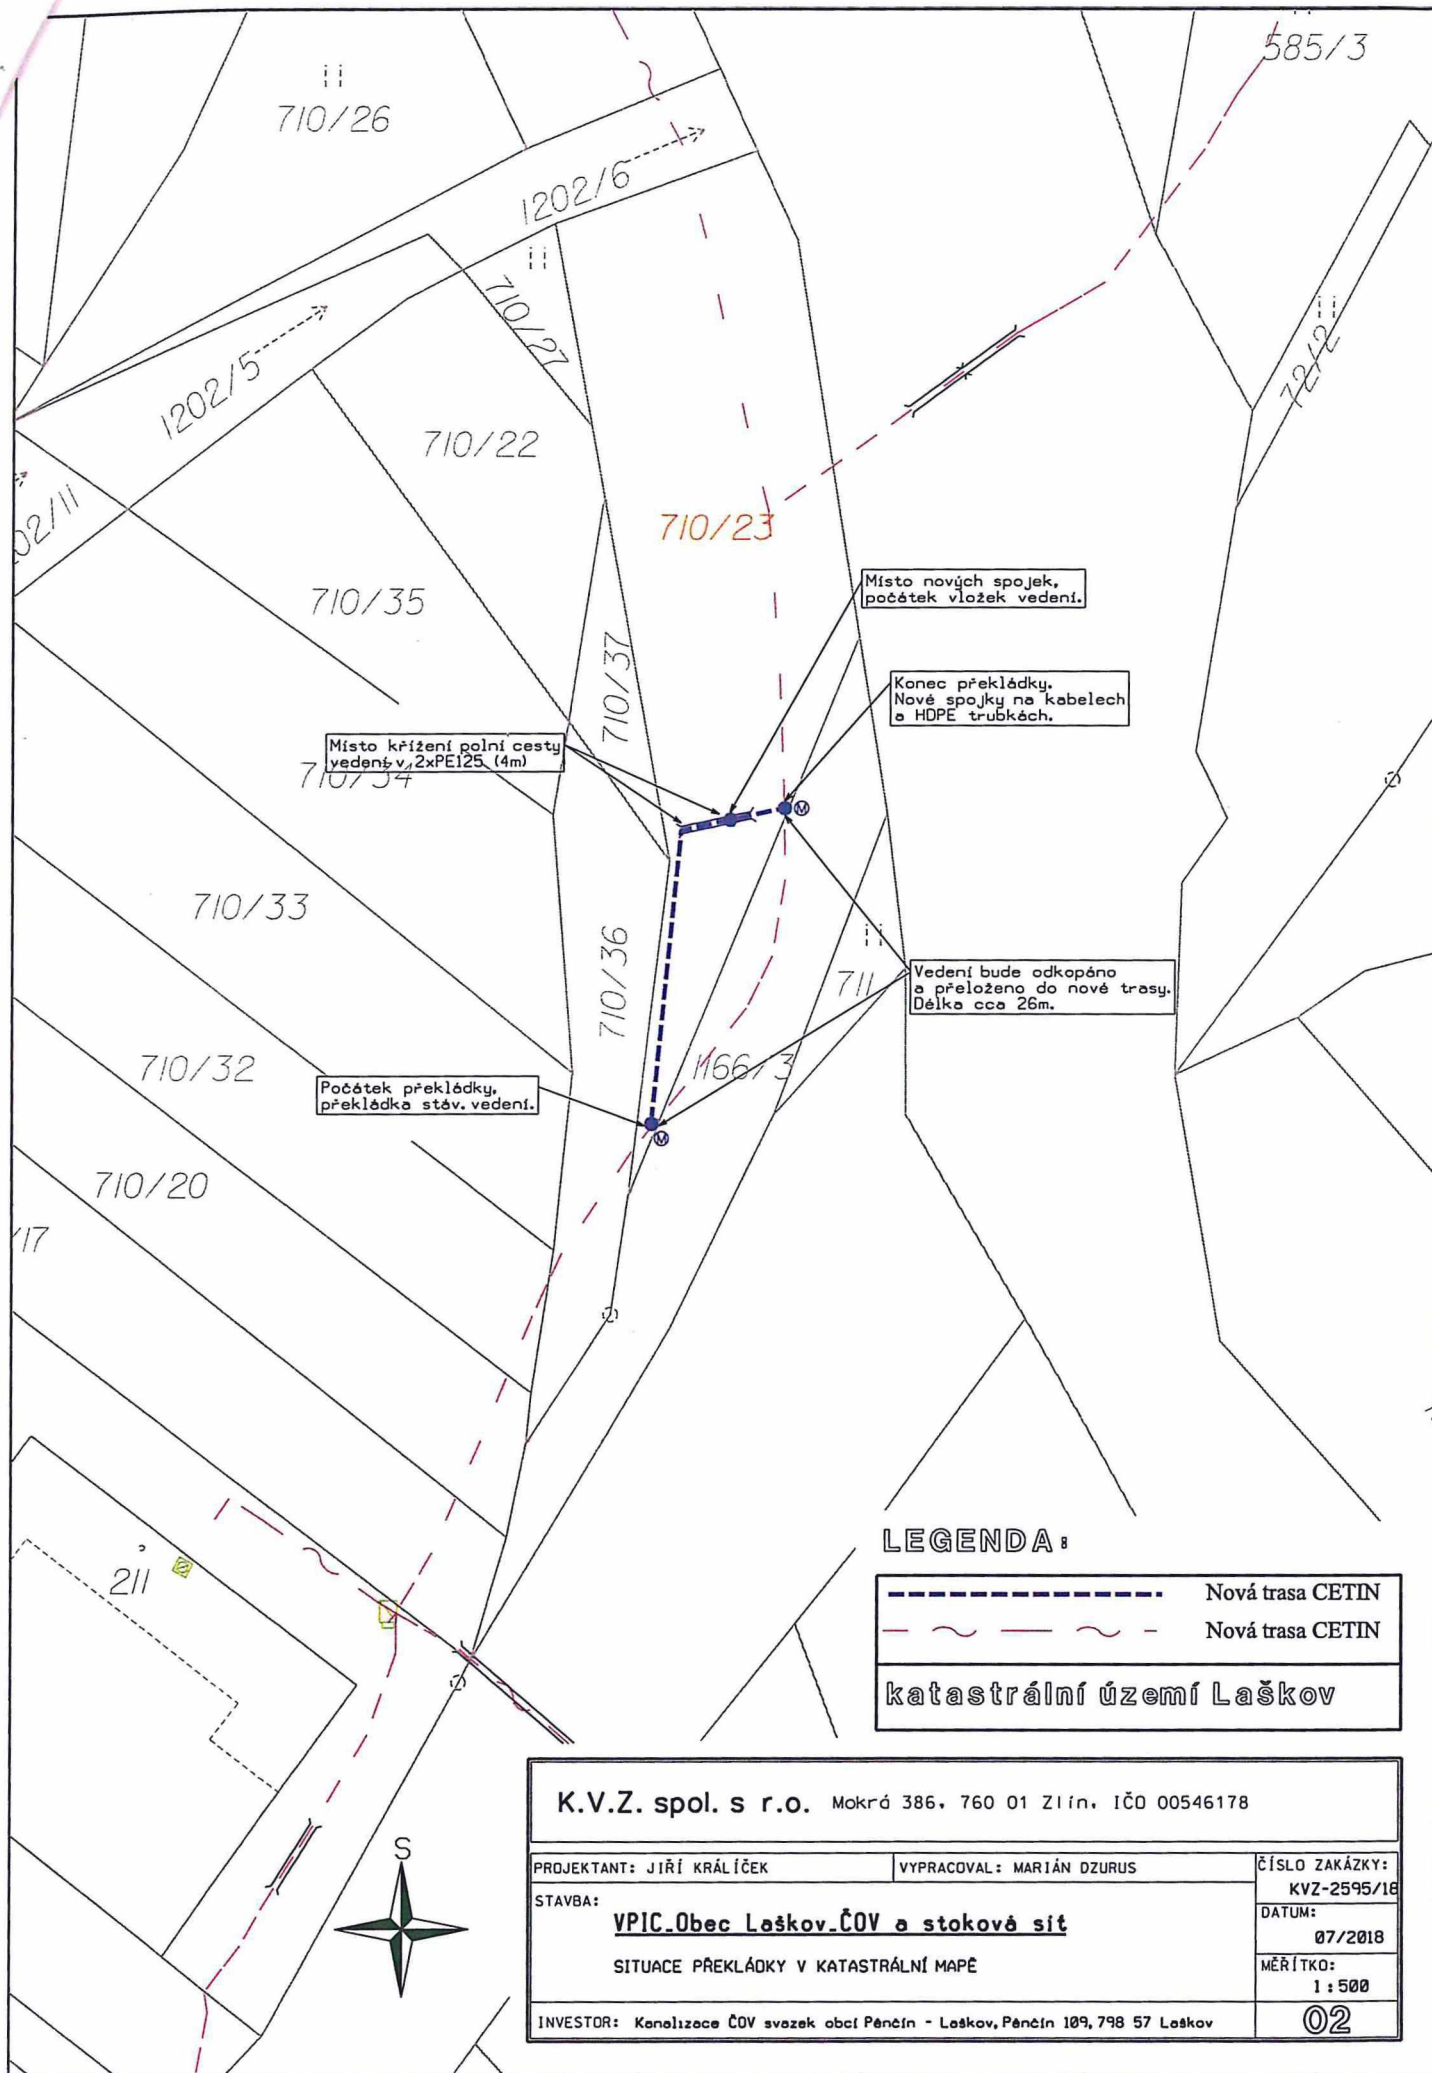 585/3
710/26
1202/6
710/27
1202/5
72/2
710/22
02/11
710/23
Místo nových spojek,
počátek vložek vedení.
710/35
710/37
Konec překládky.
Nové spojky na kabelech
a HDPE trubkách.
Místo křížení polní cesty
vedení v 2xPE125 (4m)
710/34
M
710/33
710/36
711
Vedení bude odkopáno
a přeloženo do nové trasy.
Délka cca 26m.
710/32
1166/3
Počátek překládky,
překládka stáv. vedení.
M
710/20
/17
211
LEGENDA:
Nová trasa CETIN
Nová trasa CETIN
katastrální území Laškov
K.V.Z. spol. s r.o. Mokrá 386, 760 01 Zlín, IČO 00546178
S
PROJEKTANT: JIŘÍ KRÁLÍČEK
VYPRACOVAL: MARIÁN DZURUS
ČÍSLO ZAKÁZKY:
KVZ-2595/18
STAVBA:
VPIC_Obec Laškov_ČOV a stoková síť
DATUM:
07/2018
SITUACE PŘEKLÁDKY V KATASTRÁLNÍ MAPĚ
MĚŘÍTKO:
1:500
INVESTOR: Kanalizace ČOV svazek obcí Pěnčín - Laškov, Pěnčín 109, 798 57 Laškov
02